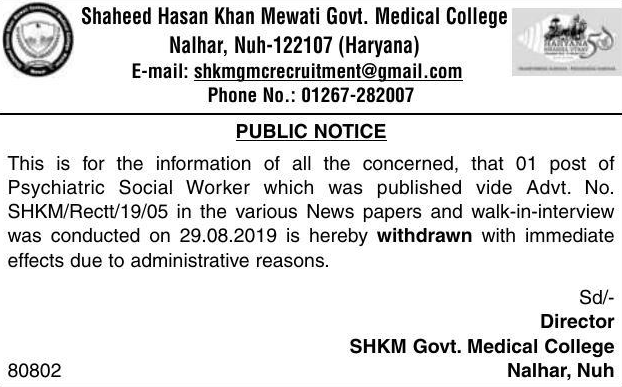 Shaheed Hasan Khan Mewati Govt. Medical College
Nalhar, Nuh-122107 (Haryana)
E-mail: shkmgmcrecruitment@gmail.com
Phone No.: 01267-282007
HARYANA
PUBLIC NOTICE
This is for the information of all the concerned, that 01 post of
Psychiatric Social Worker which was published vide Advt. No.
SHKM/Rectt/19/05 in the various News papers and walk-in-interview
was conducted on 29.08.2019 is hereby withdrawn with immediate
effects due to administrative reasons.
Sd/-
Director
SHKM Govt. Medical College
80802 Nalhar, Nuh